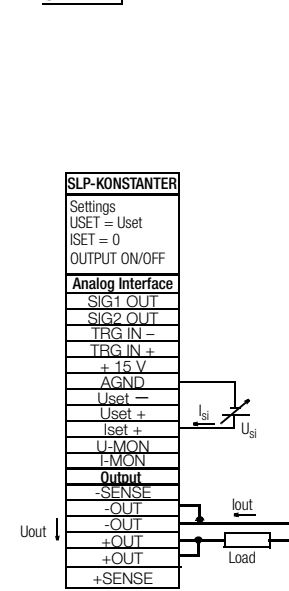 SLP-KONSTANTER
Settings
USET = Uset
ISET = 0
OUTPUT ON/OFF
Analog Interface
SIG1 OUT
SIG2 OUT
TRG IN –
TRG IN +
+ 15 V
AGND
Uset —
Uset +
Iset +
U-MON
I-MON
Output
-SENSE
-OUT
-OUT
+OUT
+OUT
+SENSE
Isi
Usi
Iout
Uout
Load